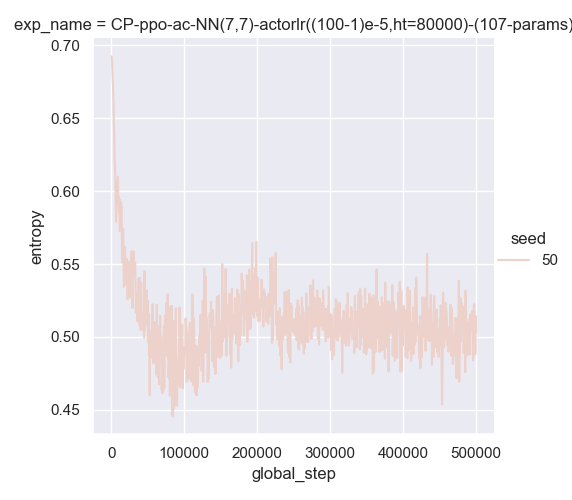 exp_name = CP-ppo-ac-NN(7,7)-actorlr((100-1)e-5,ht=80000)-(107-params)
0.70
0.65
0.60
0.55
0.50
0.45
entropy
0 100000 200000 300000 400000 500000
global_step
seed
50